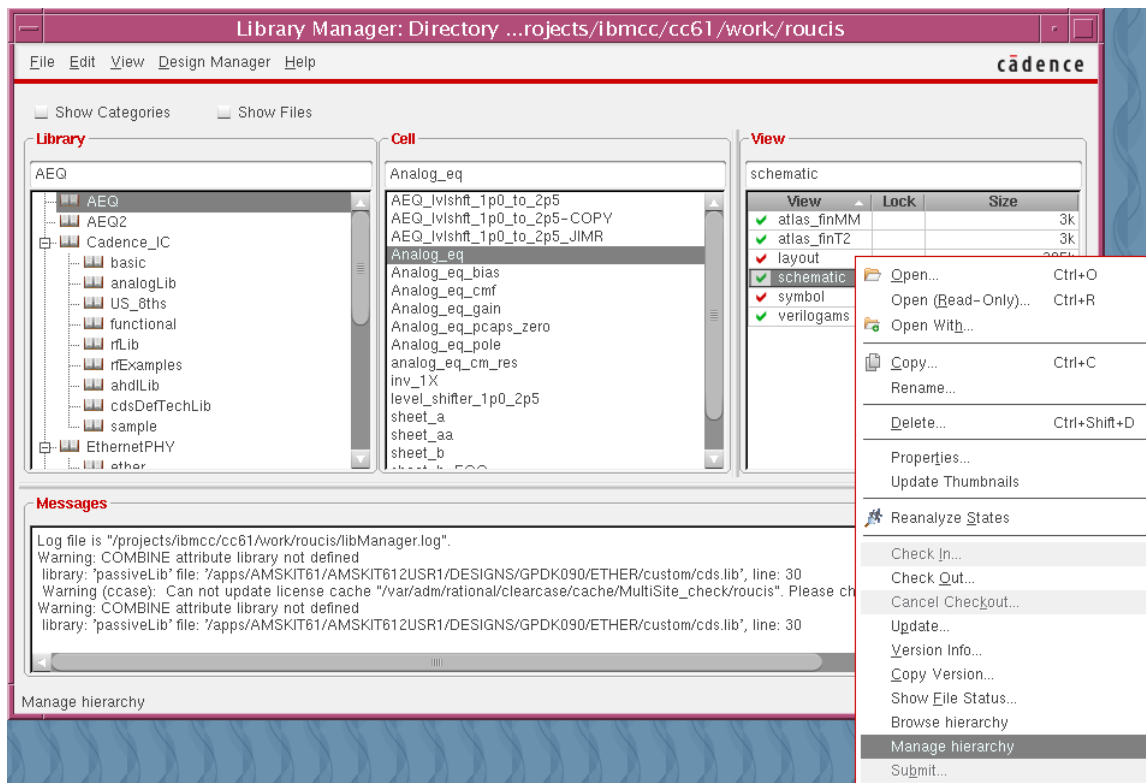 Library Manager: Directory ...rojects/ibmcc/cc61/work/roucis
File Edit View Design Manager Help
cādence
Show Categories Show Files
Library
AEQ
AEQ
AEQ2
Cadence_IC
basic
analogLib
US_8ths
functional
rfLib
rfExamples
ahdlLib
cdsDefTechLib
sample
EthernetPHY
ether
Cell
Analog_eq
AEQ_lvlshft_1p0_to_2p5
AEQ_lvlshft_1p0_to_2p5-COPY
AEQ_lvlshft_1p0_to_2p5_JIMR
Analog_eq
Analog_eq_bias
Analog_eq_cmf
Analog_eq_gain
Analog_eq_pcaps_zero
Analog_eq_pole
analog_eq_cm_res
inv_1X
level_shifter_1p0_2p5
sheet_a
sheet_aa
sheet_b
View
schematic
View Lock Size
atlas_finMM 3k
atlas_finT2 3k
layout
schematic
symbol
verilogams
Open... Ctrl+O
Open (Read-Only)... Ctrl+R
Open With...
Copy... Ctrl+C
Rename...
Delete... Ctrl+Shift+D
Properties...
Update Thumbnails
Reanalyze States
Check In...
Check Out...
Cancel Checkout...
Update...
Version Info...
Copy Version...
Show File Status...
Browse hierarchy
Manage hierarchy
Submit...
Messages
Log file is "/projects/ibmcc/cc61/work/roucis/libManager.log".
Warning: COMBINE attribute library not defined
library: 'passiveLib' file: '/apps/AMSKIT61/AMSKIT612USR1/DESIGNS/GPDK090/ETHER/custom/cds.lib', line: 30
Warning (ccase): Can not update license cache "/var/adm/rational/clearcase/cache/MultiSite_check/roucis". Please ch
Warning: COMBINE attribute library not defined
library: 'passiveLib' file: '/apps/AMSKIT61/AMSKIT612USR1/DESIGNS/GPDK090/ETHER/custom/cds.lib', line: 30
Manage hierarchy